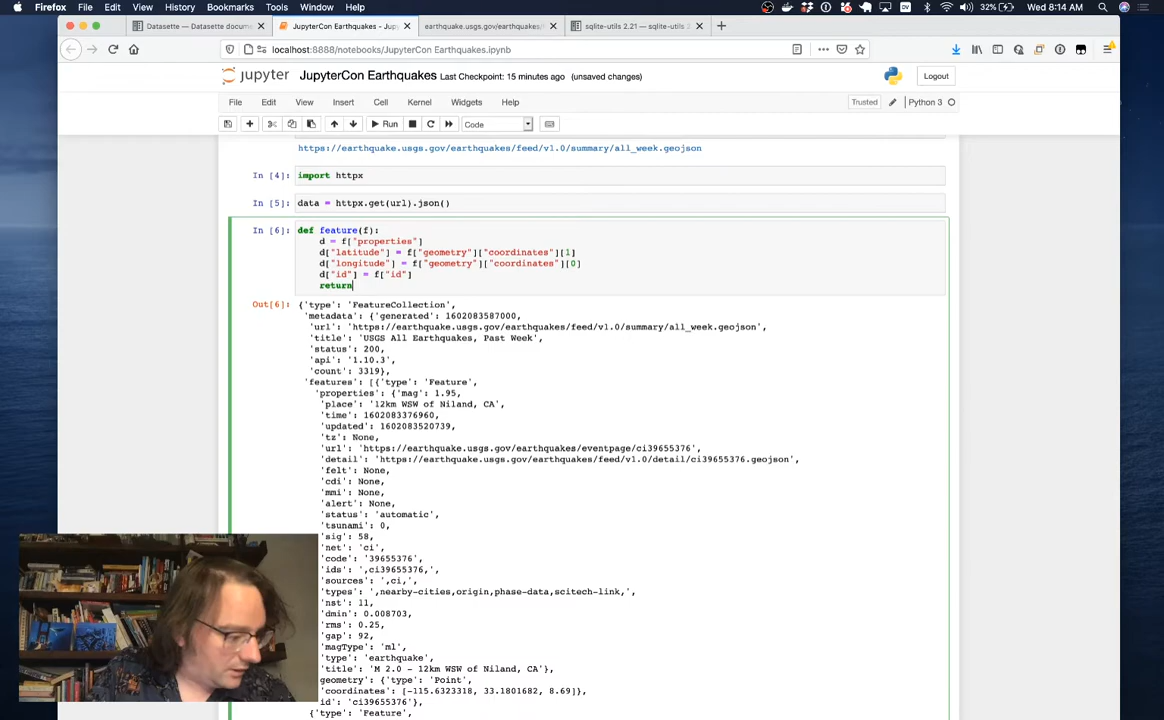 Firefox File Edit View History Bookmarks Tools Window Help 32% Wed 8:14 AM
Datasette — Datasette docume
JupyterCon Earthquakes - Jupy
earthquake.usgs.gov/earthquakes/
sqlite-utils 2.21 — sqlite-utils 2
localhost:8888/notebooks/JupyterCon Earthquakes.ipynb
jupyter JupyterCon Earthquakes Last Checkpoint: 15 minutes ago (unsaved changes) Logout
File Edit View Insert Cell Kernel Widgets Help Trusted Python 3
Run Code
https://earthquake.usgs.gov/earthquakes/feed/v1.0/summary/all_week.geojson
In [4]: import httpx
In [5]: data = httpx.get(url).json()
In [6]: def feature(f):
d = f["properties"]
d["latitude"] = f["geometry"]["coordinates"][1]
d["longitude"] = f["geometry"]["coordinates"][0]
d["id"] = f["id"]
return
Out[6]: {'type': 'FeatureCollection',
'metadata': {'generated': 1602083587000,
'url': 'https://earthquake.usgs.gov/earthquakes/feed/v1.0/summary/all_week.geojson',
'title': 'USGS All Earthquakes, Past Week',
'status': 200,
'api': '1.10.3',
'count': 3319},
'features': [{'type': 'Feature',
'properties': {'mag': 1.95,
'place': '12km WSW of Niland, CA',
'time': 1602083376960,
'updated': 1602083520739,
'tz': None,
'url': 'https://earthquake.usgs.gov/earthquakes/eventpage/ci39655376',
'detail': 'https://earthquake.usgs.gov/earthquakes/feed/v1.0/detail/ci39655376.geojson',
'felt': None,
'cdi': None,
'mmi': None,
'alert': None,
'status': 'automatic',
'tsunami': 0,
'sig': 58,
'net': 'ci',
'code': '39655376',
'ids': ',ci39655376,',
'sources': ',ci,',
'types': ',nearby-cities,origin,phase-data,scitech-link,',
'nst': 11,
'dmin': 0.008703,
'rms': 0.25,
'gap': 92,
'magType': 'ml',
'type': 'earthquake',
'title': 'M 2.0 - 12km WSW of Niland, CA'},
geometry': {'type': 'Point',
'coordinates': [-115.6323318, 33.1801682, 8.69]},
id': 'ci39655376'},
{'type': 'Feature',